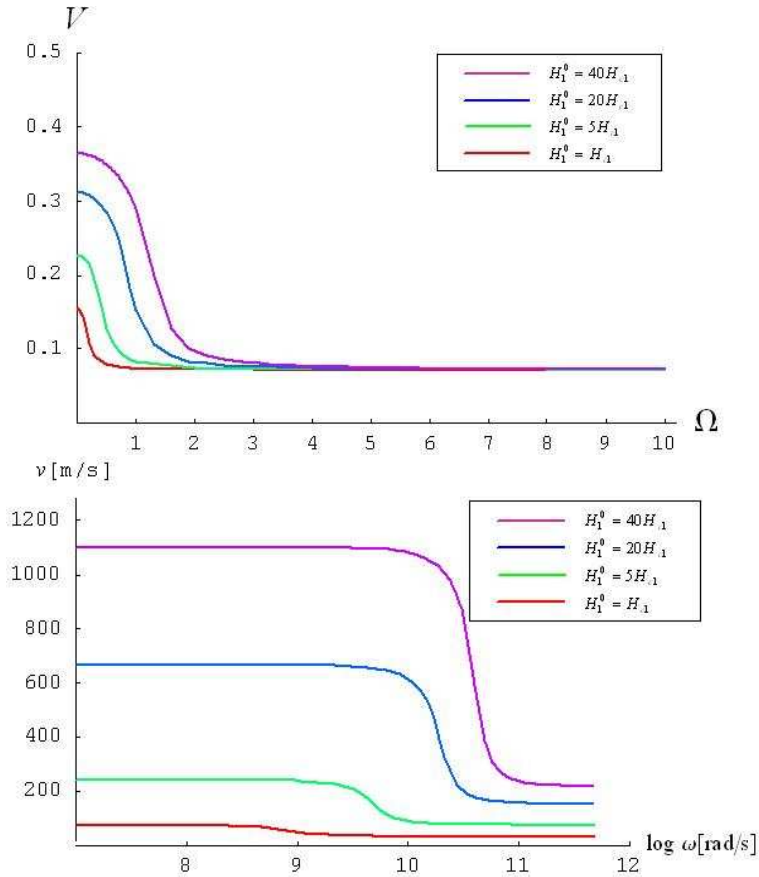 V
0.5
0.4
0.3
0.2
0.1
H₁⁰ = 40H.₁
H₁⁰ = 20H.₁
H₁⁰ = 5H.₁
H₁⁰ = H.₁
1 2 3 4 5 6 7 8 9 10 Ω
v[m/s]
1200
1000
800
600
400
200
H₁⁰ = 40H.₁
H₁⁰ = 20H.₁
H₁⁰ = 5H.₁
H₁⁰ = H.₁
8 9 10 11 12 log ω[rad/s]